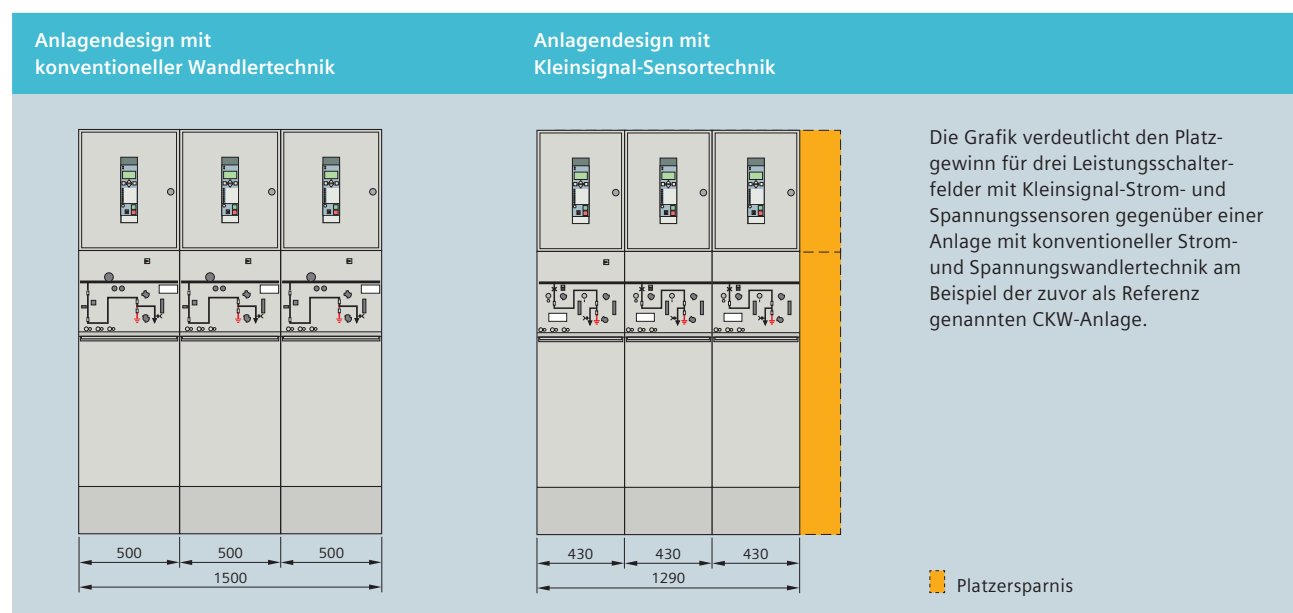 Anlagendesign mit
konventioneller Wandlertechnik
Anlagendesign mit
Kleinsignal-Sensortechnik
Die Grafik verdeutlicht den Platz-
gewinn für drei Leistungsschalter-
felder mit Kleinsignal-Strom- und
Spannungssensoren gegenüber einer
Anlage mit konventioneller Strom-
und Spannungswandlertechnik am
Beispiel der zuvor als Referenz
genannten CKW-Anlage.
500 500 500
1500
430 430 430
1290
Platzersparnis